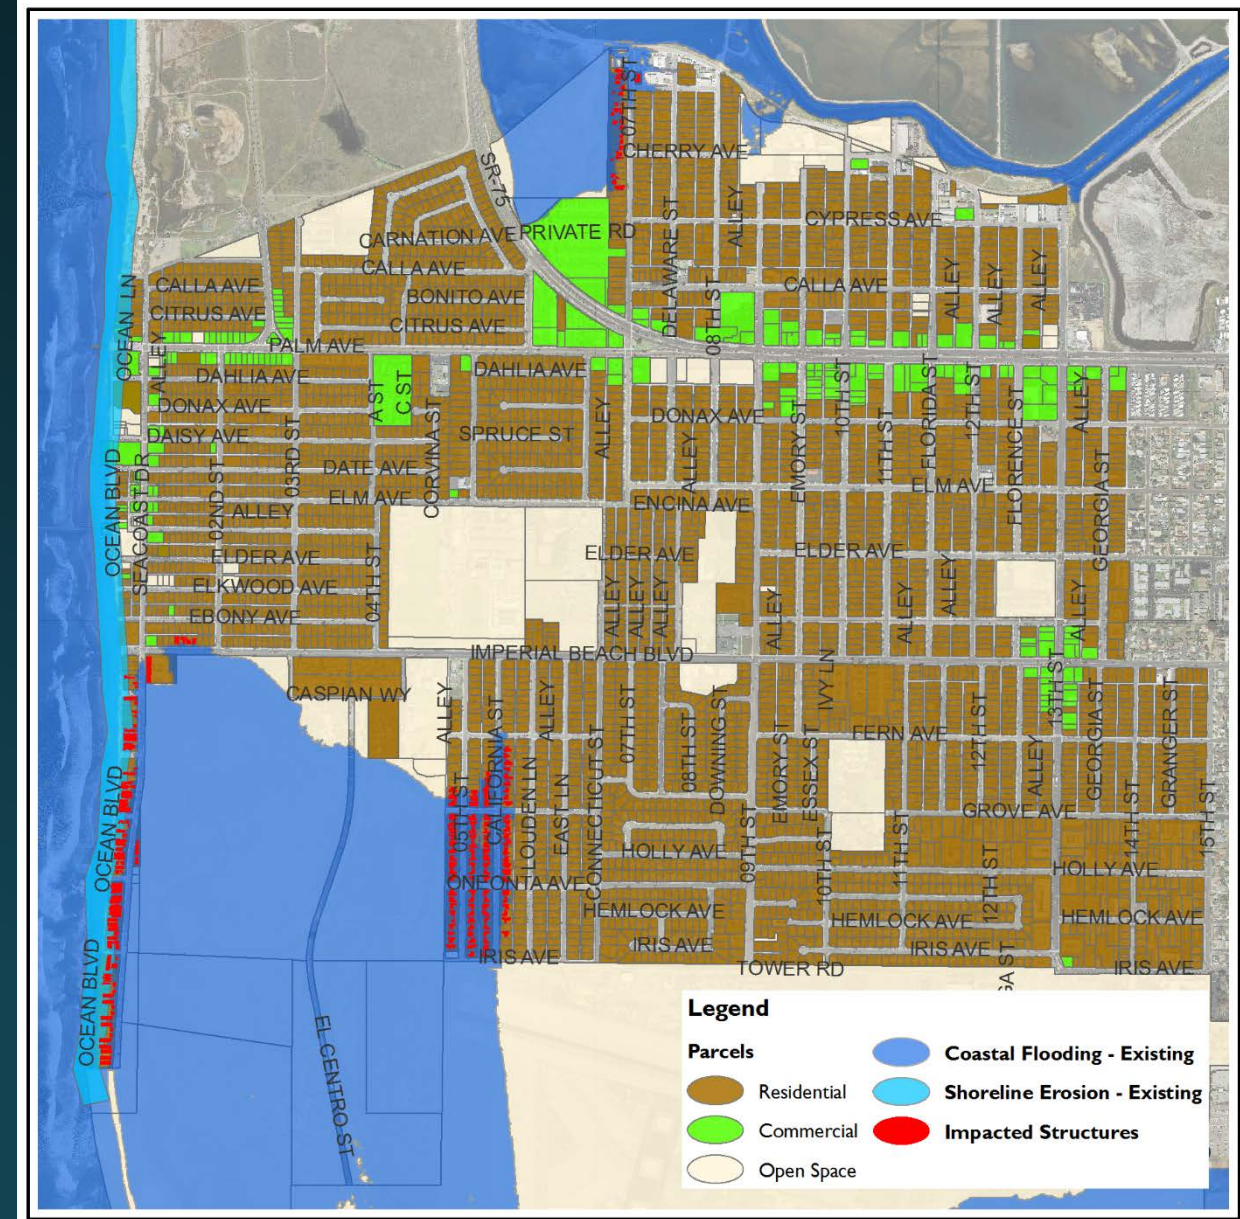 07TH ST
CHERRY AVE
SR-75
ALLEY
DELAWARE ST
CYPRESS AVE
PRIVATE RD
CARNATION AVE
CALLA AVE
ALLEY
ALLEY
ALLEY
OCEAN LN
CALLA AVE
BONITO AVE
CALLA AVE
08TH ST
CITRUS AVE
CITRUS AVE
PALM AVE
ALLEY
DAHLIA AVE
DAHLIA AVE
A ST
C ST
10TH ST
FLORIDA ST
12TH ST
ALLEY
DONAX AVE
DONAX AVE
DAISY AVE
SPRUCE ST
ALLEY
CORVINA ST
EMORY ST
11TH ST
FLORENCE ST
OCEAN BLVD
SEACOAST DR
02ND ST
03RD ST
DATE AVE
ALLEY
ELM AVE
ELM AVE
ENCINA AVE
GEORGIA ST
ALLEY
ELDER AVE
ELDER AVE
ELDER AVE
04TH ST
ELKWOOD AVE
EBONY AVE
ALLEY
ALLEY
ALLEY
ALLEY
ALLEY
ALLEY
ALLEY
IMPERIAL BEACH BLVD
CASPIAN WY
ALLEY
CALIFORNIA ST
ALLEY
07TH ST
08TH ST
DOWNING ST
IVY LN
EMORY ST
ESSEX ST
FERN AVE
12TH ST
ALLEY
13TH ST
GEORGIA ST
14TH ST
GRANGER ST
15TH ST
OCEAN BLVD
LOUDEN LN
EAST LN
CONNECTICUT ST
09TH ST
10TH ST
11TH ST
12TH ST
GROVE AVE
HOLLY AVE
HOLLY AVE
ONEONTA AVE
HEMLOCK AVE
HEMLOCK AVE
HEMLOCK AVE
OCEAN BLVD
IRIS AVE
IRIS AVE
IRIS AVE
IRIS AVE
TOWER RD
EL CENTRO ST
Legend
Parcels
Residential
Commercial
Open Space
Coastal Flooding - Existing
Shoreline Erosion - Existing
Impacted Structures